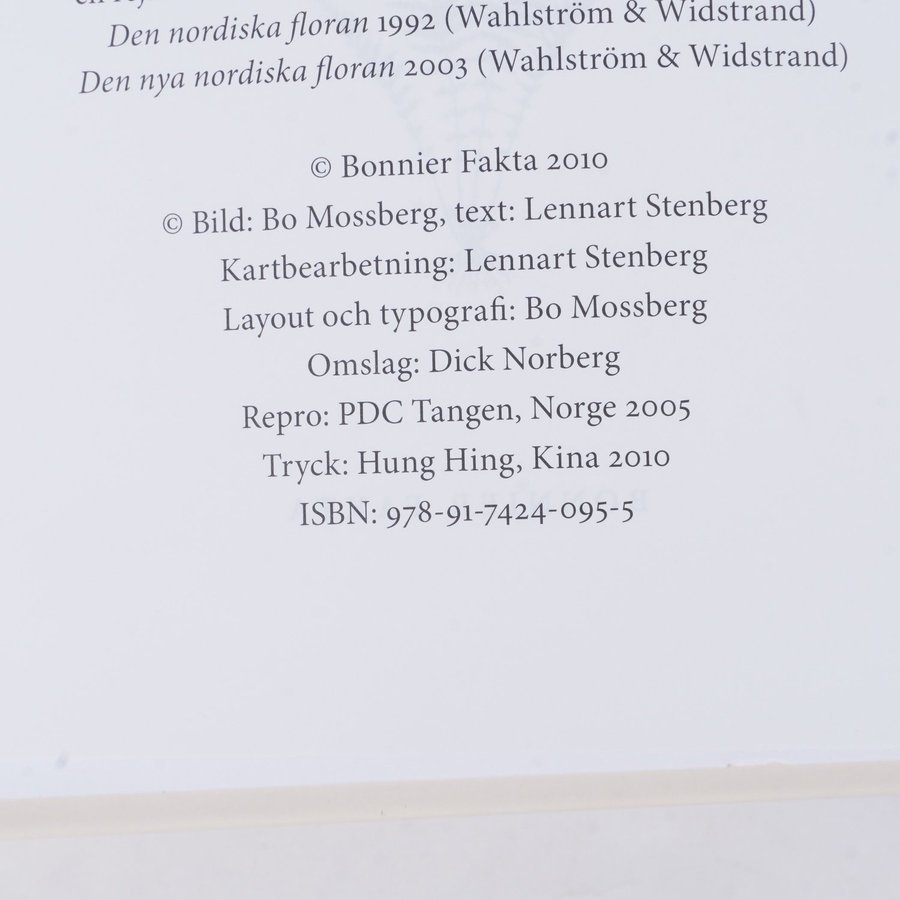 Den nordiska floran 1992 (Wahlström & Widstrand)
Den nya nordiska floran 2003 (Wahlström & Widstrand)
© Bonnier Fakta 2010
© Bild: Bo Mossberg, text: Lennart Stenberg
Kartbearbetning: Lennart Stenberg
Layout och typografi: Bo Mossberg
Omslag: Dick Norberg
Repro: PDC Tangen, Norge 2005
Tryck: Hung Hing, Kina 2010
ISBN: 978-91-7424-095-5